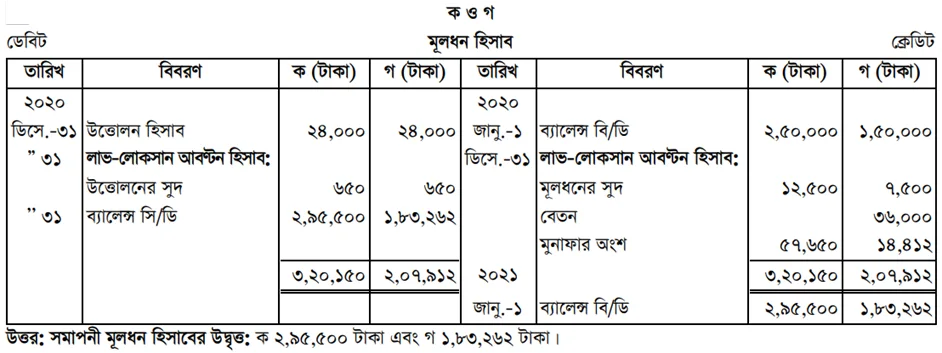 ক ও গ
ডেবিট মূলধন হিসাব ক্রেডিট
তারিখ বিবরণ ক (টাকা) গ (টাকা) তারিখ বিবরণ ক (টাকা) গ (টাকা)
২০২০ ২০২০
ডিসে.-৩১ উত্তোলন হিসাব ২৪,০০০ ২৪,০০০ জানু.-১ ব্যালেন্স বি/ডি ২,৫০,০০০ ১,৫০,০০০
” ৩১ লাভ-লোকসান আবণ্টন হিসাব: ডিসে.-৩১ লাভ-লোকসান আবণ্টন হিসাব:
উত্তোলনের সুদ ৬৫০ ৬৫০ মূলধনের সুদ ১২,৫০০ ৭,৫০০
” ৩১ ব্যালেন্স সি/ডি ২,৯৫,৫০০ ১,৮৩,২৬২ বেতন ৩৬,০০০
মুনাফার অংশ ৫৭,৬৫০ ১৪,৪১২
৩,২০,১৫০ ২,০৭,৯১২ ২০২১ ৩,২০,১৫০ ২,০৭,৯১২
জানু.-১ ব্যালেন্স বি/ডি ২,৯৫,৫০০ ১,৮৩,২৬২
উত্তর: সমাপনী মূলধন হিসাবের উদ্বৃত্ত: ক ২,৯৫,৫০০ টাকা এবং গ ১,৮৩,২৬২ টাকা।